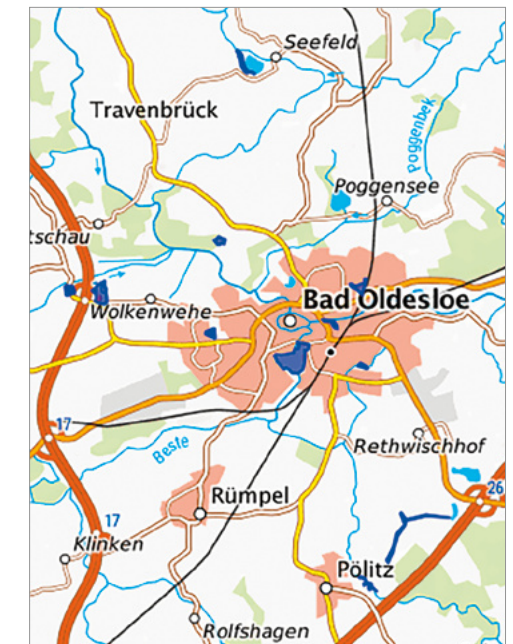 Seefeld
Travenbrück
Poggenbek
Poggensee
tschau
Bad Oldesloe
Wolkenwehe
17
Rethwischhof
Beste
Rümpel
26
17
Klinken
Pölitz
Rolfshagen